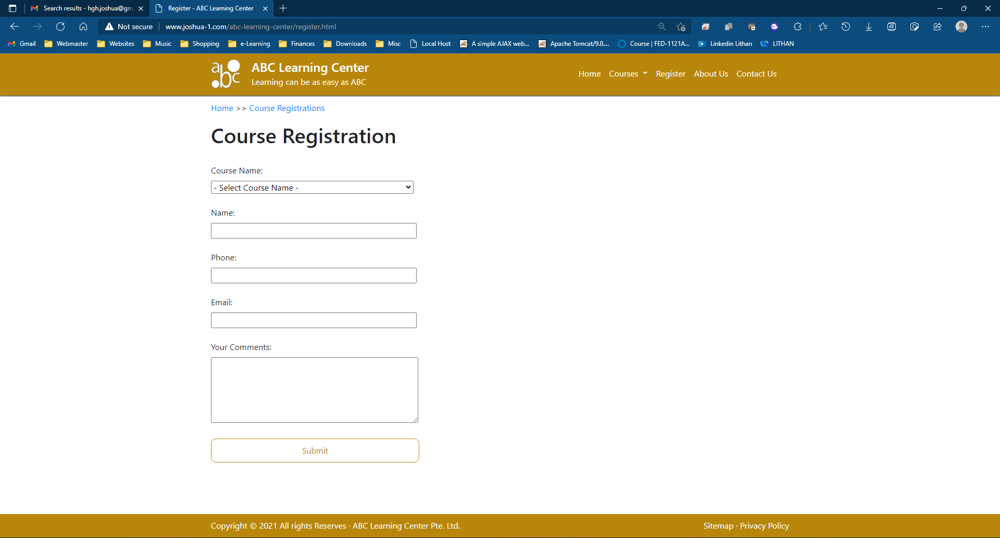 Search results - hgh.joshua@gm
Register - ABC Learning Center
Not secure
www.joshua-1.com/abc-learning-center/register.html
Gmail Webmaster Websites Music Shopping e-Learning Finances Downloads Misc Local Host A simple AJAX web... Apache Tomcat/9.0.... Course | FED-1121A... Linkedin Lithan LITHAN
abc
ABC Learning Center
Learning can be as easy as ABC
Home Courses Register About Us Contact Us
Home >> Course Registrations
Course Registration
Course Name:
- Select Course Name -
Name:
Phone:
Email:
Your Comments:
Submit
Copyright © 2021 All rights Reserves · ABC Learning Center Pte. Ltd.
Sitemap · Privacy Policy